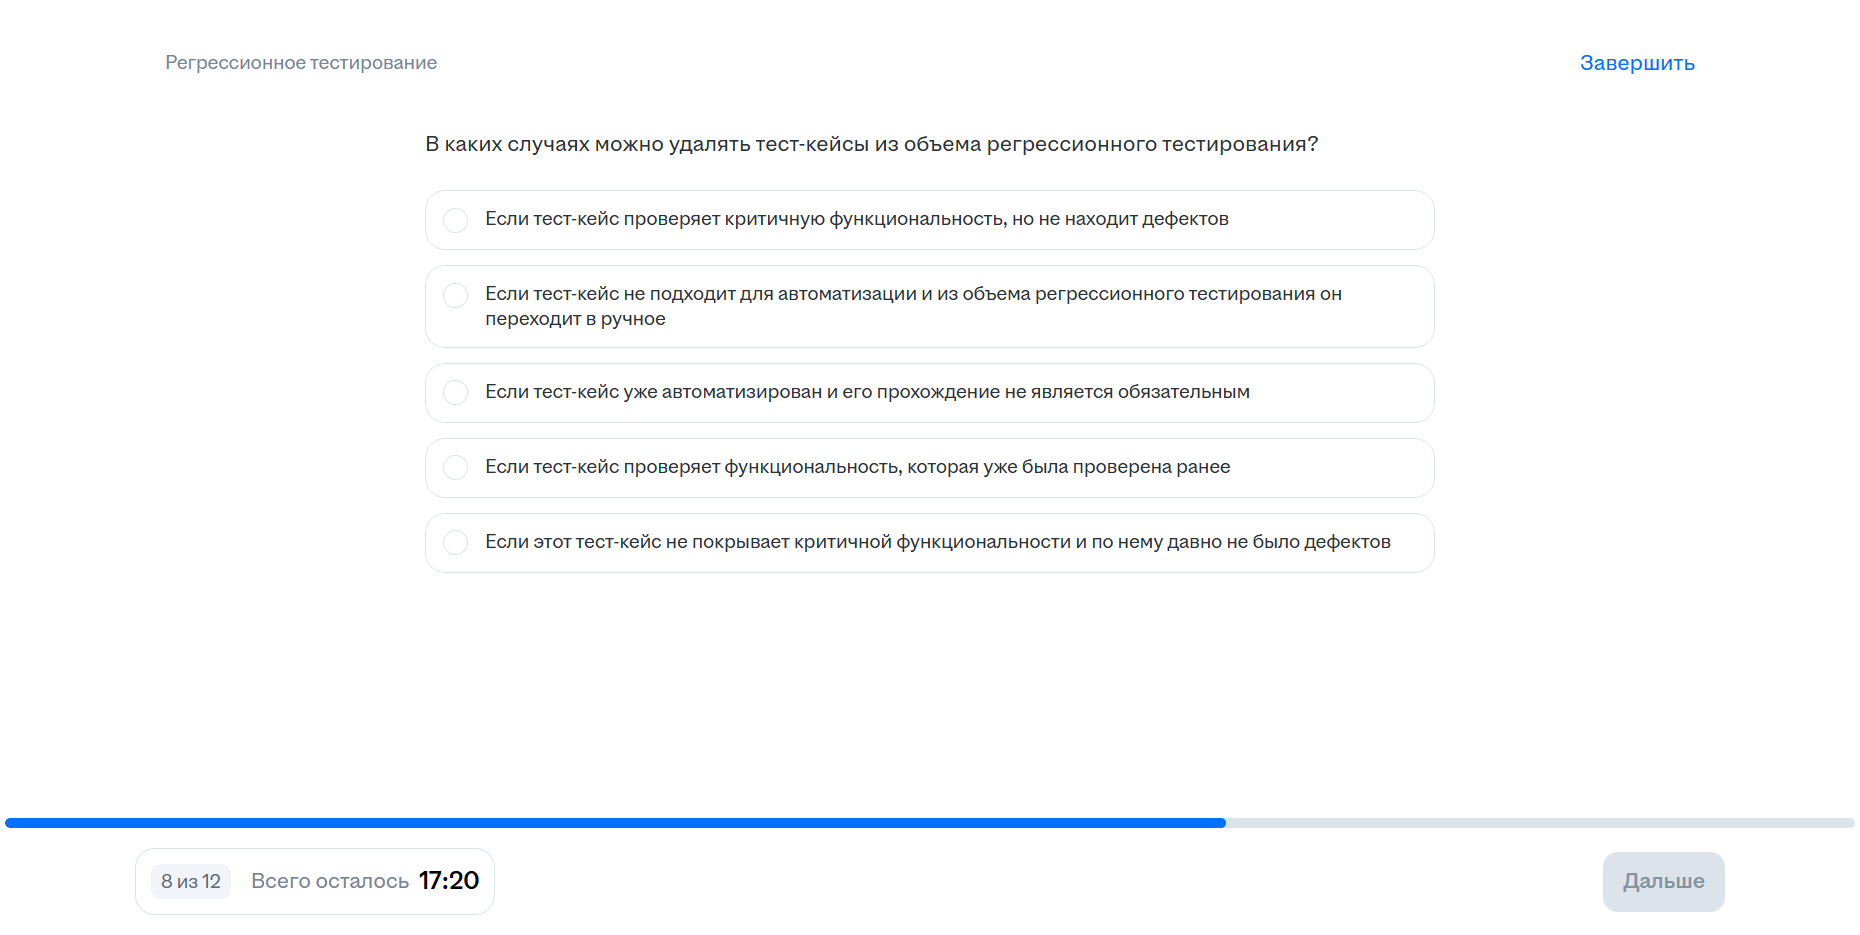 Регрессионное тестирование
Завершить
В каких случаях можно удалять тест-кейсы из объема регрессионного тестирования?
Если тест-кейс проверяет критичную функциональность, но не находит дефектов
Если тест-кейс не подходит для автоматизации и из объема регрессионного тестирования он
переходит в ручное
Если тест-кейс уже автоматизирован и его прохождение не является обязательным
Если тест-кейс проверяет функциональность, которая уже была проверена ранее
Если этот тест-кейс не покрывает критичной функциональности и по нему давно не было дефектов
8 из 12
Всего осталось 17:20
Дальше